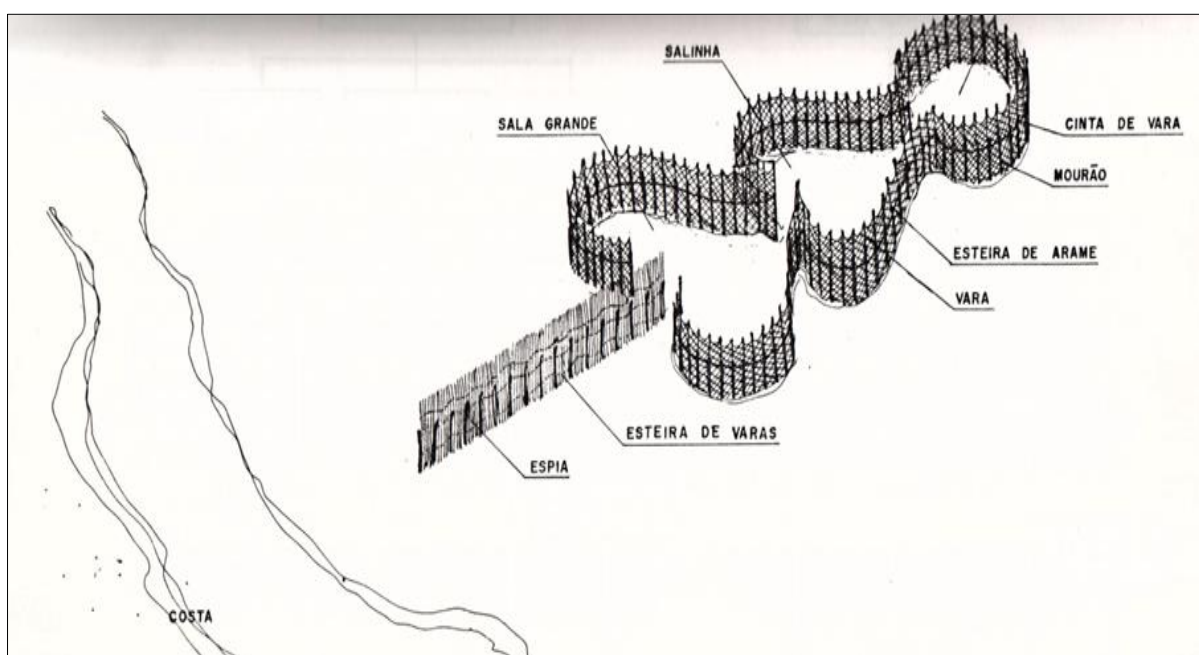 SALINHA
SALA GRANDE
CINTA DE VARA
MOURÃO
ESTEIRA DE ARAME
VARA
ESTEIRA DE VARAS
ESPIA
COSTA